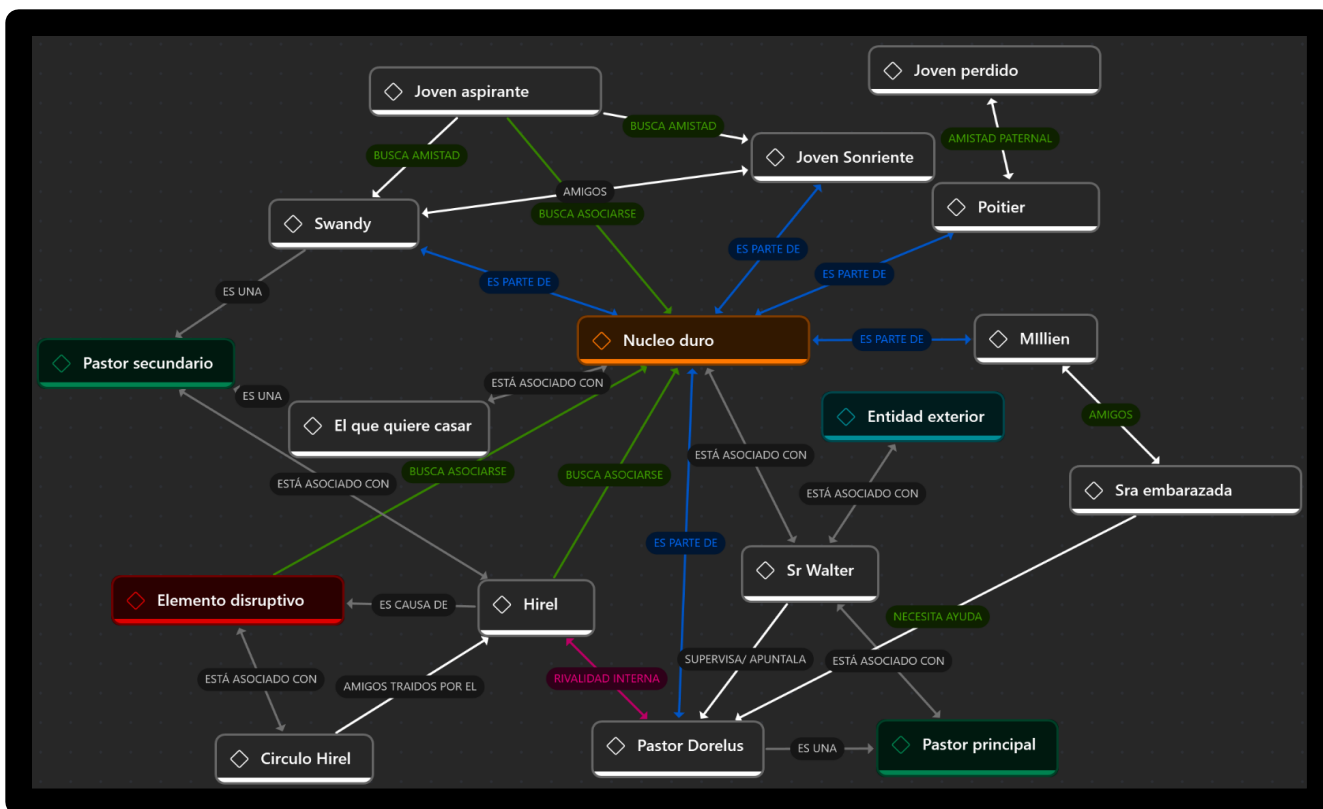 Joven perdido
Joven aspirante
BUSCA AMISTAD
AMISTAD PATERNAL
BUSCA AMISTAD
Joven Sonriente
AMIGOS
Poitier
BUSCA ASOCIARSE
Swandy
ES PARTE DE
ES PARTE DE
ES PARTE DE
ES UNA
Nucleo duro
ES PARTE DE
MIllien
Pastor secundario
ESTÁ ASOCIADO CON
ES UNA
El que quiere casar
Entidad exterior
AMIGOS
ESTÁ ASOCIADO CON
BUSCA ASOCIARSE
BUSCA ASOCIARSE
ESTÁ ASOCIADO CON
ESTÁ ASOCIADO CON
Sra embarazada
ES PARTE DE
Sr Walter
Elemento disruptivo
ES CAUSA DE
Hirel
NECESITA AYUDA
SUPERVISA/ APUNTALA
ESTÁ ASOCIADO CON
ESTÁ ASOCIADO CON
AMIGOS TRAIDOS POR EL
RIVALIDAD INTERNA
Circulo Hirel
Pastor Dorelus
ES UNA
Pastor principal